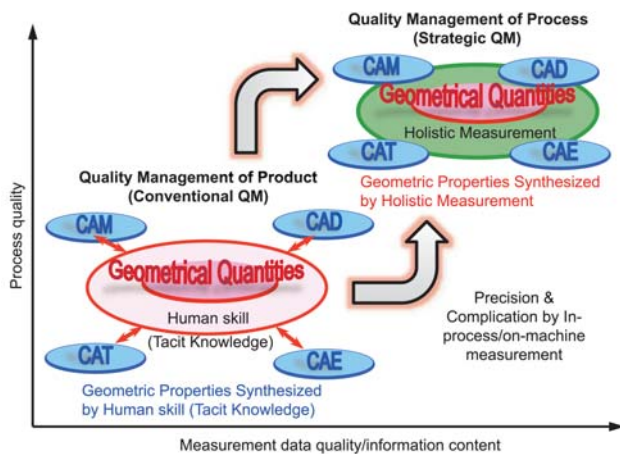 Quality Management of Process
(Strategic QM)
CAM
CAD
Geometrical Quantities
Holistic Measurement
CAT
CAE
Geometric Properties Synthesized
by Holistic Measurement
Quality Management of Product
(Conventional QM)
CAM
CAD
Geometrical Quantities
Human skill
(Tacit Knowledge)
CAT
CAE
Geometric Properties Synthesized
by Human skill (Tacit Knowledge)
Precision &
Complication by In-
process/on-machine
measurement
Process quality
Measurement data quality/information content